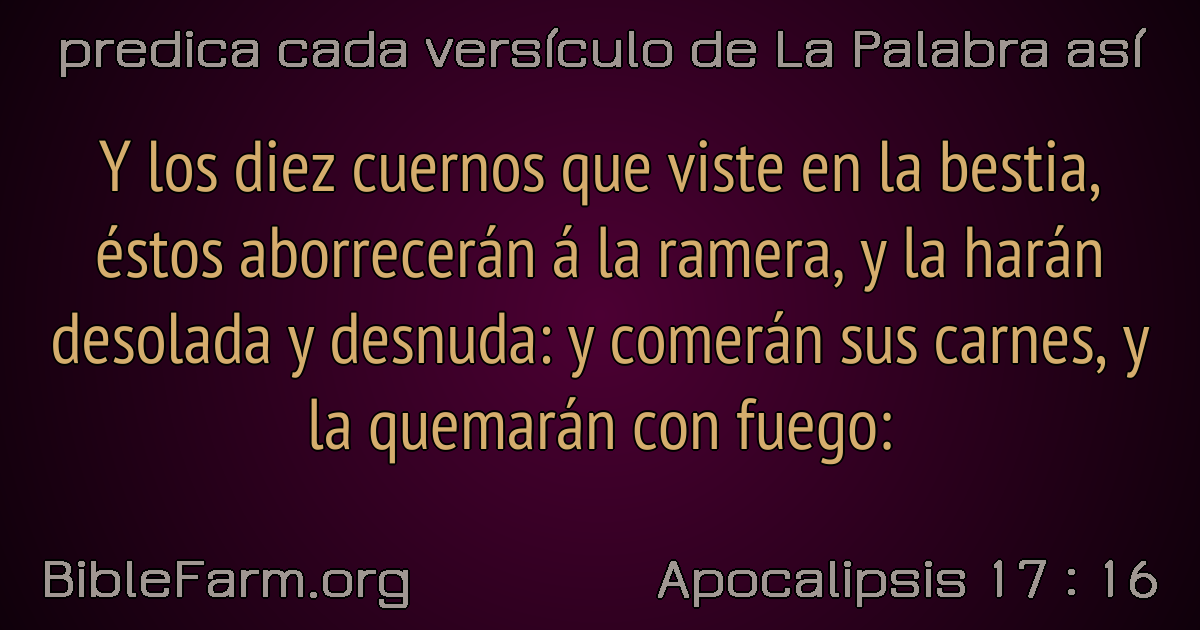 predica cada versículo de La Palabra así
Y los diez cuernos que viste en la bestia,
éstos aborrecerán á la ramera, y la harán
desolada y desnuda: y comerán sus carnes, y
la quemarán con fuego:
BibleFarm.org
Apocalipsis 17 : 16